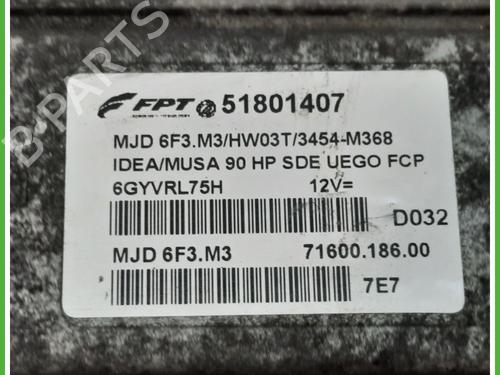 B-PARTS
FPT 51801407
MJD 6F3.M3/HW03T/3454-M368
IDEA/MUSA 90 HP SDE UEGO FCP
6GYVRL75H 12V=
D032
MJD 6F3.M3 71600.186.00
7E7